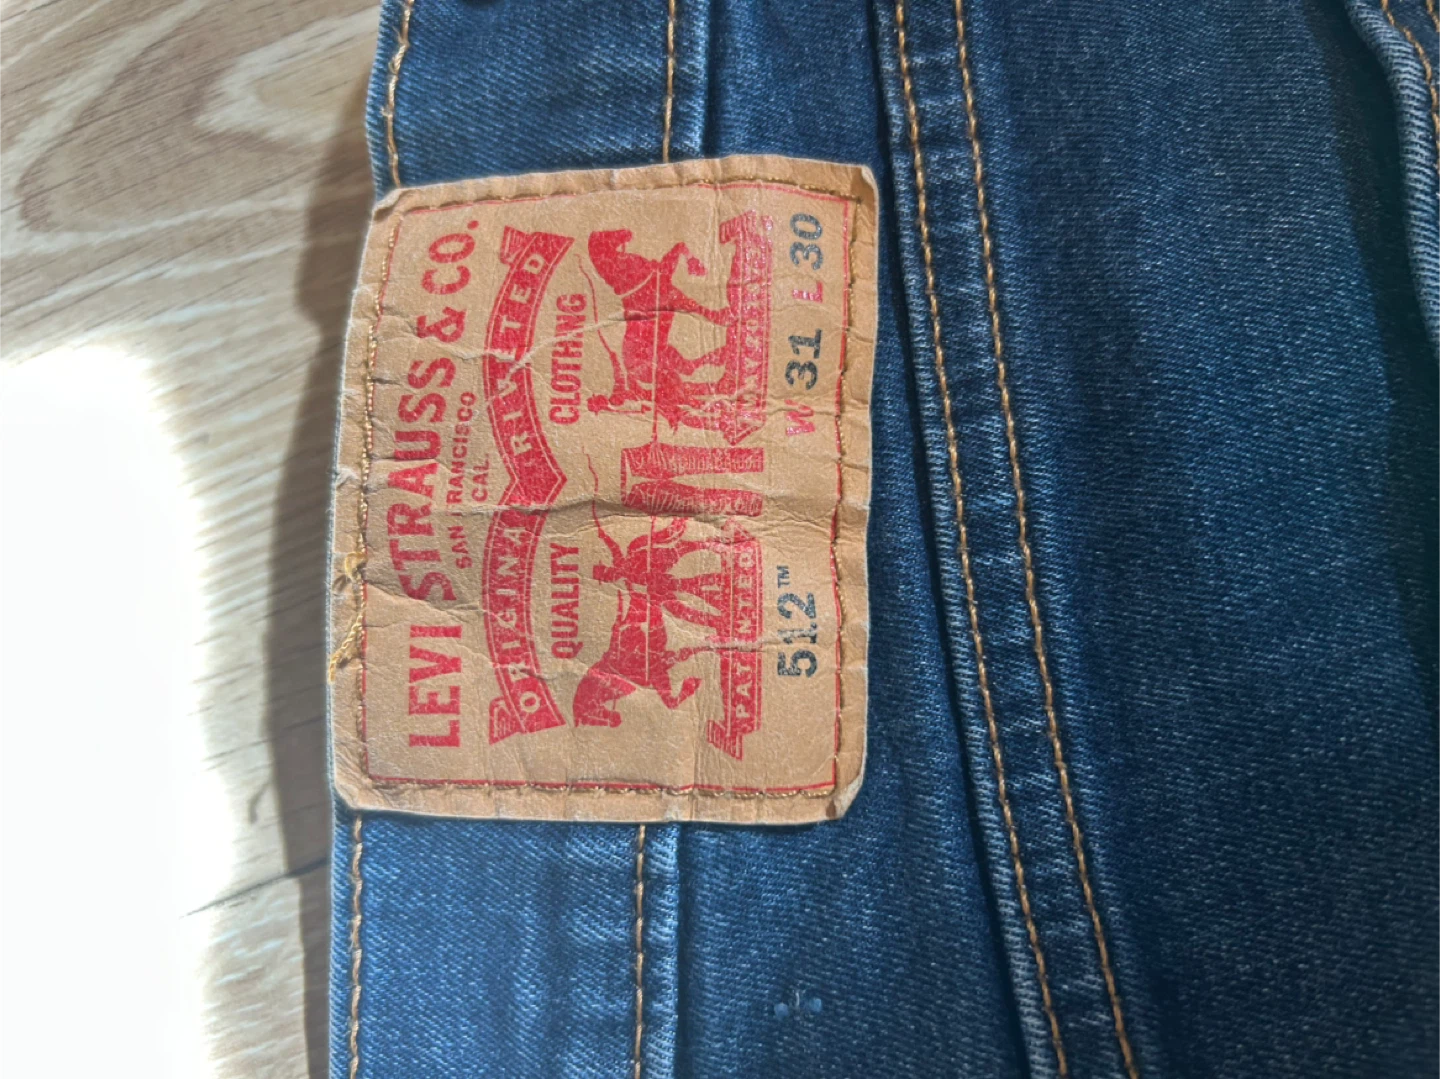 LEVI STRAUSS & CO.
SAN FRANCISCO
CAL.
ORIGINAL RIVETED
QUALITY CLOTHING
512™ W 31 L 30